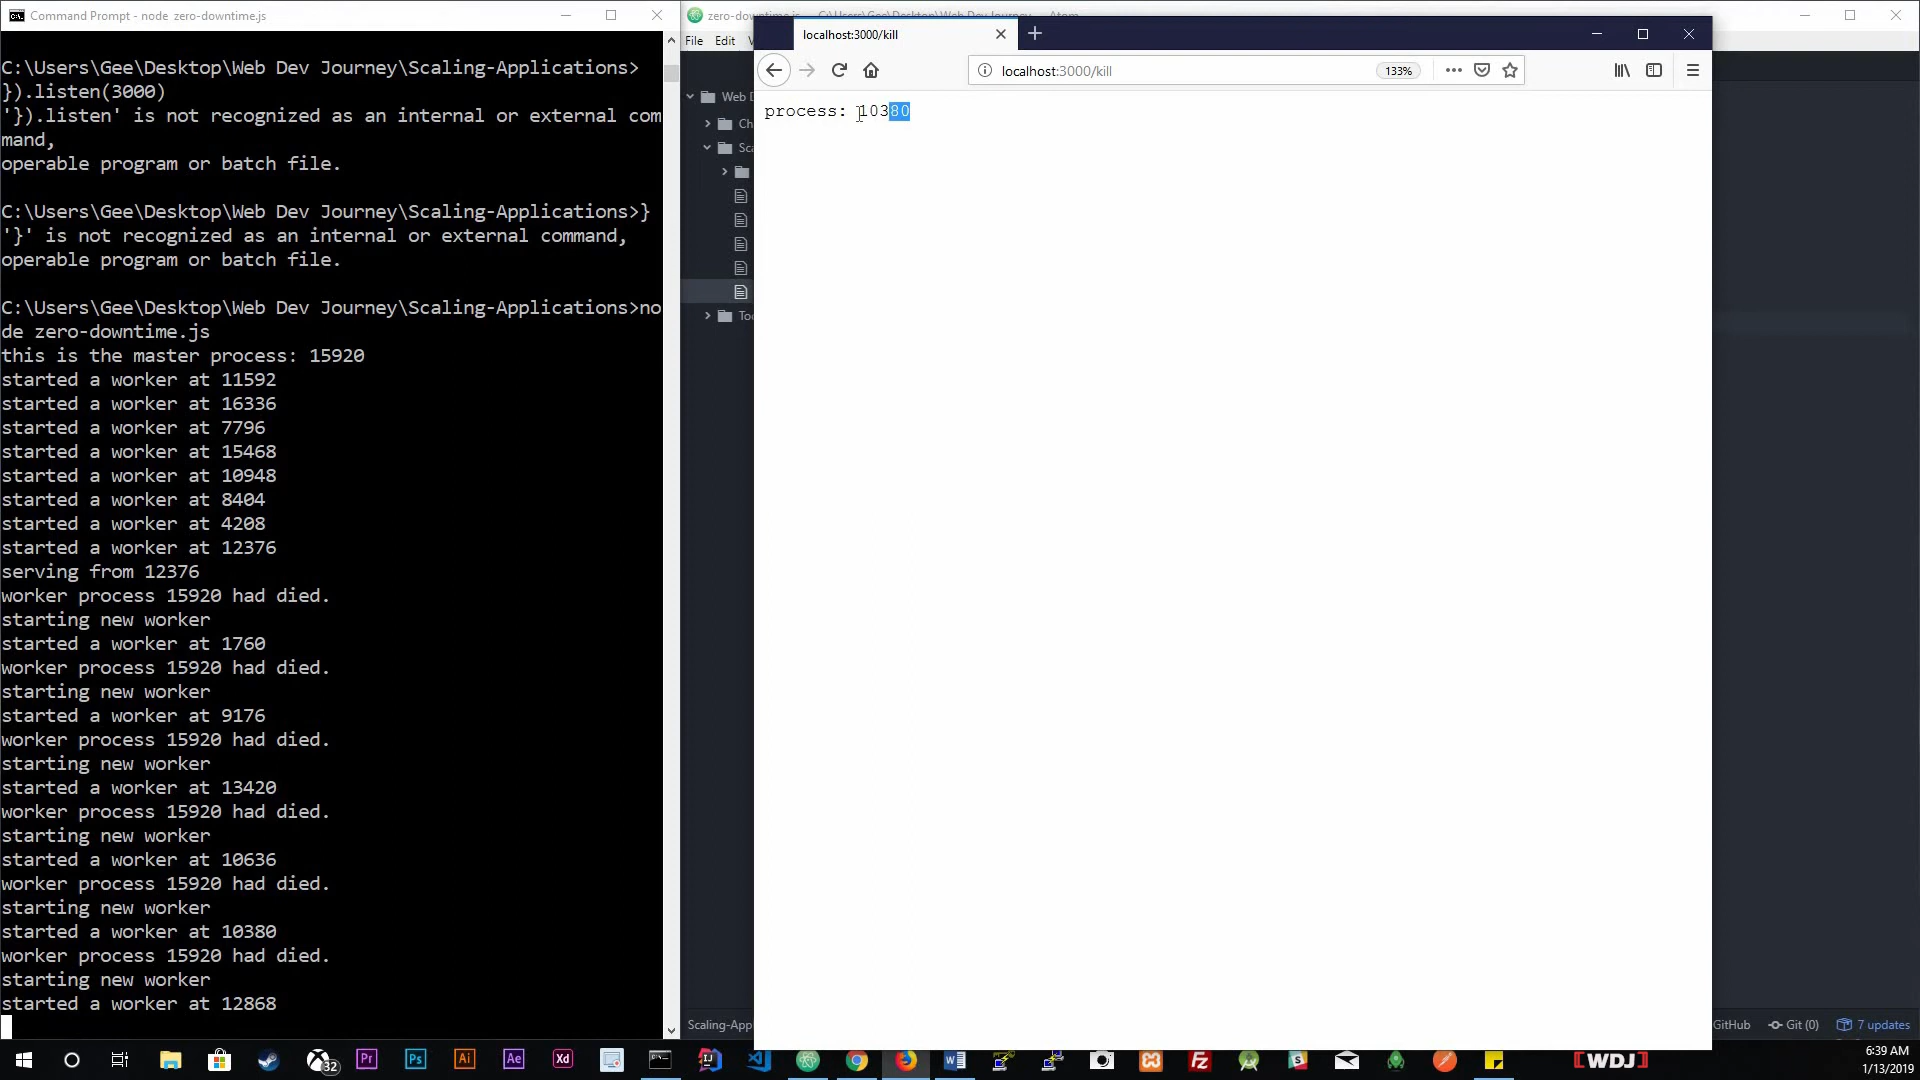 Command Prompt - node zero-downtime.js
C:\Users\Gee\Desktop\Web Dev Journey\Scaling-Applications>
}).listen(3000)
'}).listen' is not recognized as an internal or external com
mand,
operable program or batch file.
C:\Users\Gee\Desktop\Web Dev Journey\Scaling-Applications>}
'}' is not recognized as an internal or external command,
operable program or batch file.
C:\Users\Gee\Desktop\Web Dev Journey\Scaling-Applications>no
de zero-downtime.js
this is the master process: 15920
started a worker at 11592
started a worker at 16336
started a worker at 7796
started a worker at 15468
started a worker at 10948
started a worker at 8404
started a worker at 4208
started a worker at 12376
serving from 12376
worker process 15920 had died.
starting new worker
started a worker at 1760
worker process 15920 had died.
starting new worker
started a worker at 9176
worker process 15920 had died.
starting new worker
started a worker at 13420
worker process 15920 had died.
starting new worker
started a worker at 10636
worker process 15920 had died.
starting new worker
started a worker at 10380
worker process 15920 had died.
starting new worker
started a worker at 12868
File Edit V
Web D
Ch
Sca
Too
Scaling-App
localhost:3000/kill
localhost:3000/kill
133%
process: 10380
GitHub
Git (0)
7 updates
32
Pr Ps Ai Ae Xd
[WDJ]
6:39 AM
1/13/2019